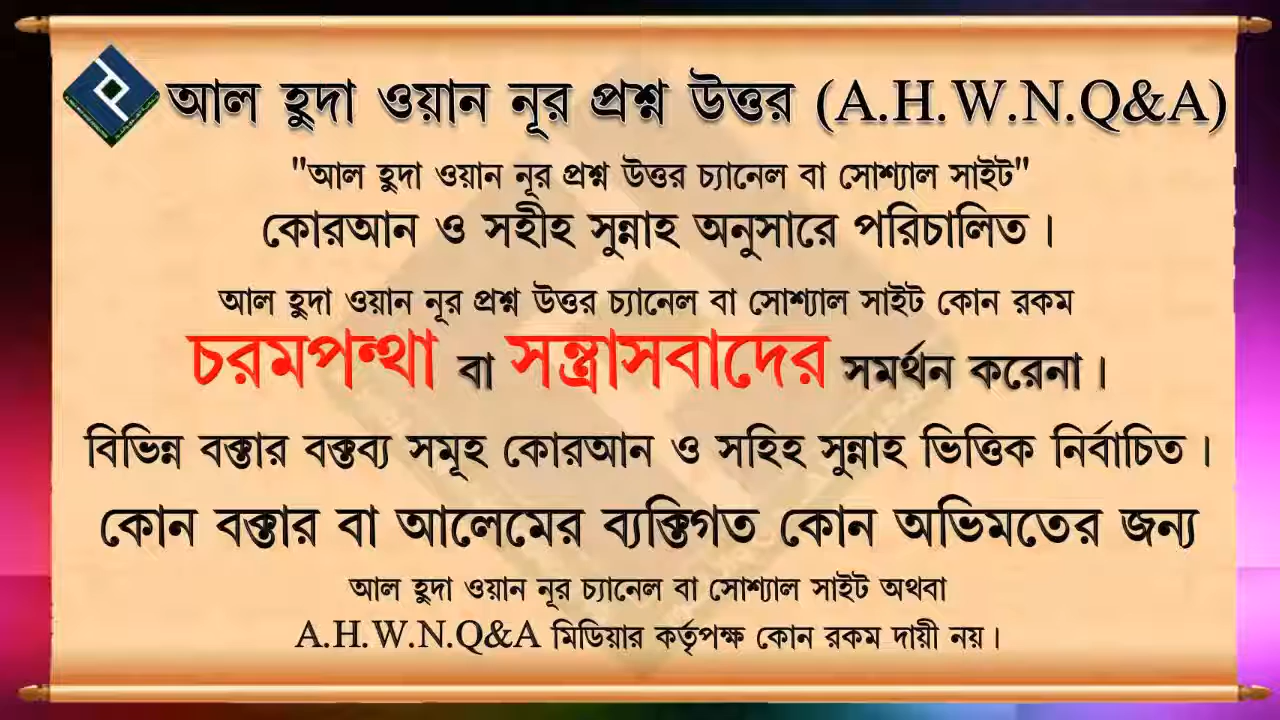 আল হুদা ওয়ান নূর প্রশ্ন উত্তর (A.H.W.N.Q&A)
"আল হুদা ওয়ান নূর প্রশ্ন উত্তর চ্যানেল বা সোশ্যাল সাইট"
কোরআন ও সহীহ সুন্নাহ অনুসারে পরিচালিত।
আল হুদা ওয়ান নূর প্রশ্ন উত্তর চ্যানেল বা সোশ্যাল সাইট কোন রকম
চরমপন্থা বা সন্ত্রাসবাদের সমর্থন করেনা।
বিভিন্ন বক্তার বক্তব্য সমূহ কোরআন ও সহিহ সুন্নাহ ভিত্তিক নির্বাচিত।
কোন বক্তার বা আলেমের ব্যক্তিগত কোন অভিমতের জন্য
আল হুদা ওয়ান নূর চ্যানেল বা সোশ্যাল সাইট অথবা
A.H.W.N.Q&A মিডিয়ার কর্তৃপক্ষ কোন রকম দায়ী নয়।